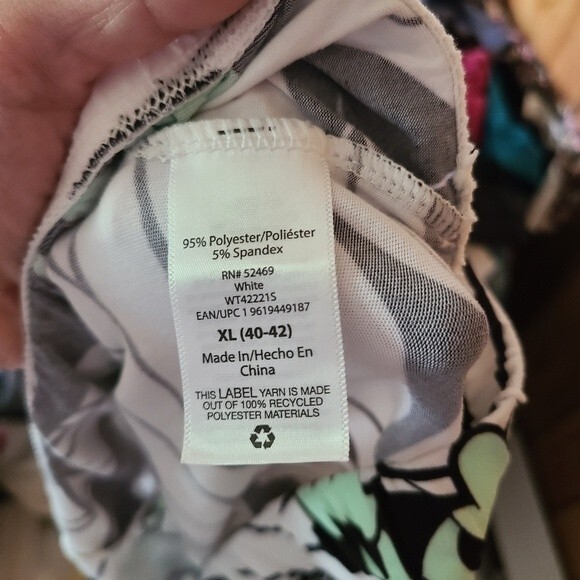 95% Polyester/Poliéster
5% Spandex
RN# 52469
White
WT42221S
EAN/UPC 1 9619449187
XL (40-42)
Made In/Hecho En
China
THIS LABEL YARN IS MADE
OUT OF 100% RECYCLED
POLYESTER MATERIALS